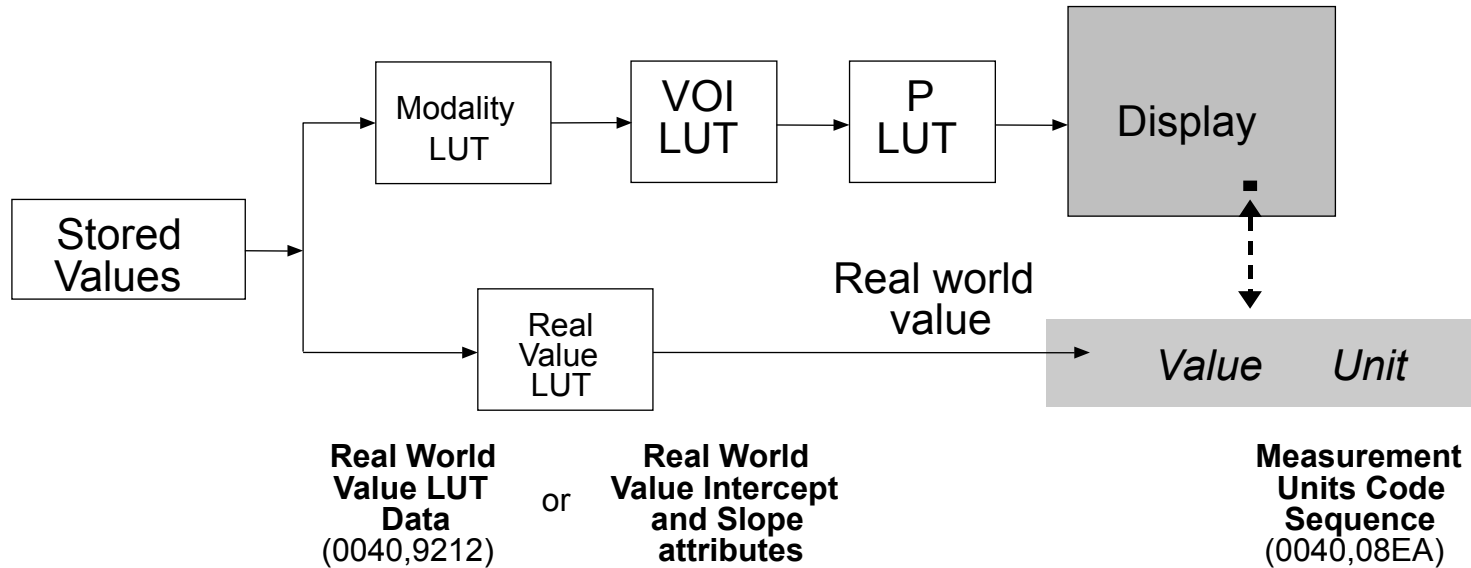 Modality
LUT
VOI
LUT
P
LUT
Display
Stored
Values
Real
Value
LUT
Real world
value
Value Unit
Real World
Value LUT
Data
(0040,9212)
or
Real World
Value Intercept
and Slope
attributes
Measurement
Units Code
Sequence
(0040,08EA)